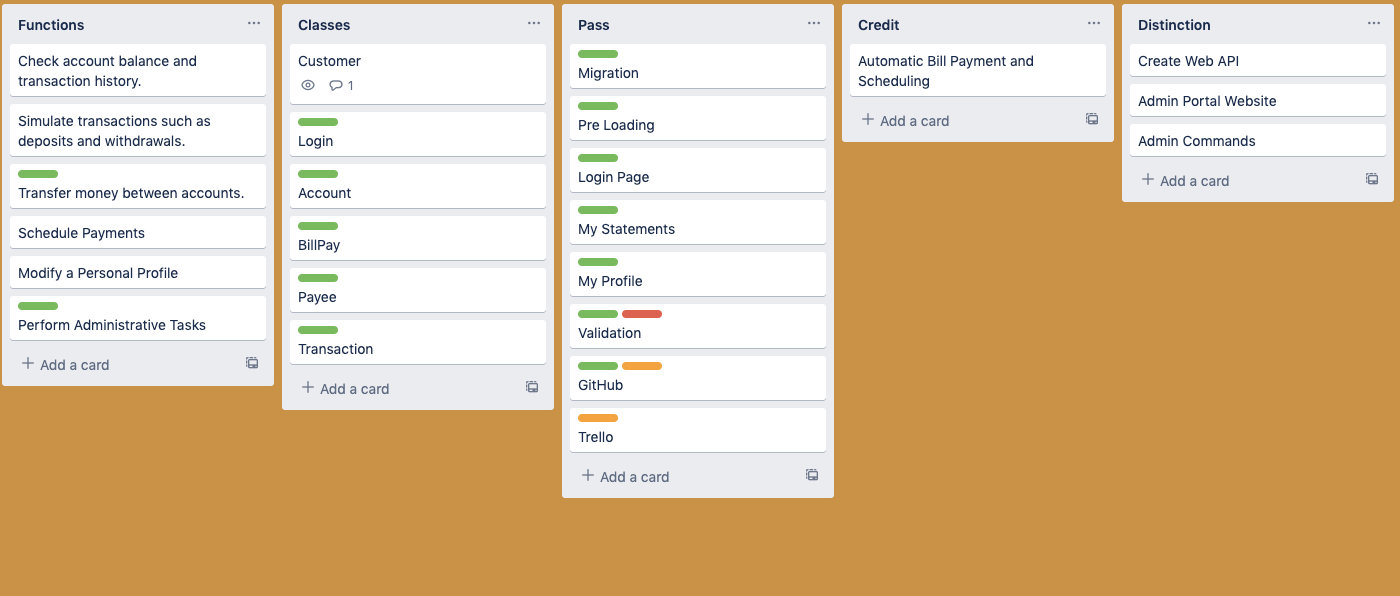 Functions
Check account balance and
transaction history.
Simulate transactions such as
deposits and withdrawals.
Transfer money between accounts.
Schedule Payments
Modify a Personal Profile
Perform Administrative Tasks
Add a card
Classes
Customer
1
Login
Account
BillPay
Payee
Transaction
Add a card
Pass
Migration
Pre Loading
Login Page
My Statements
My Profile
Validation
GitHub
Trello
Add a card
Credit
Automatic Bill Payment and
Scheduling
Add a card
Distinction
Create Web API
Admin Portal Website
Admin Commands
Add a card